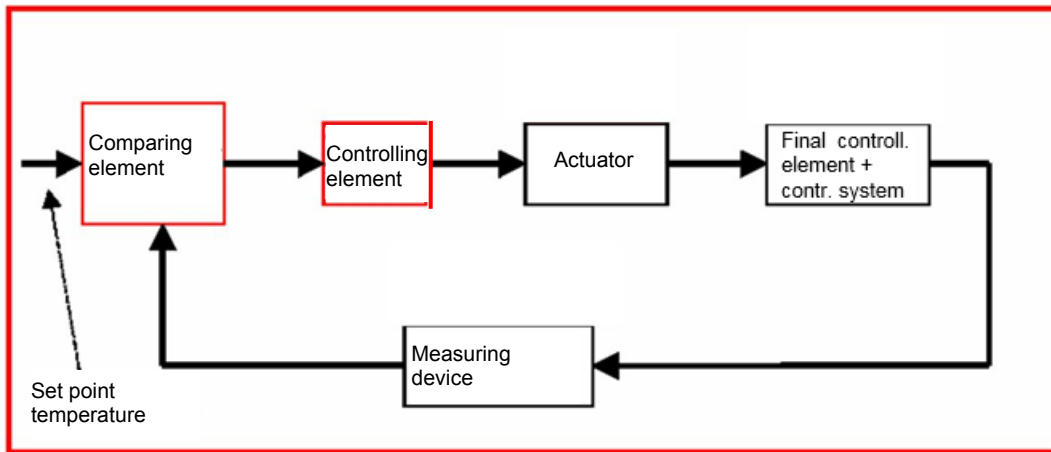 Comparing
element
Controlling
element
Actuator
Final controll.
element +
contr. system
Measuring
device
Set point
temperature